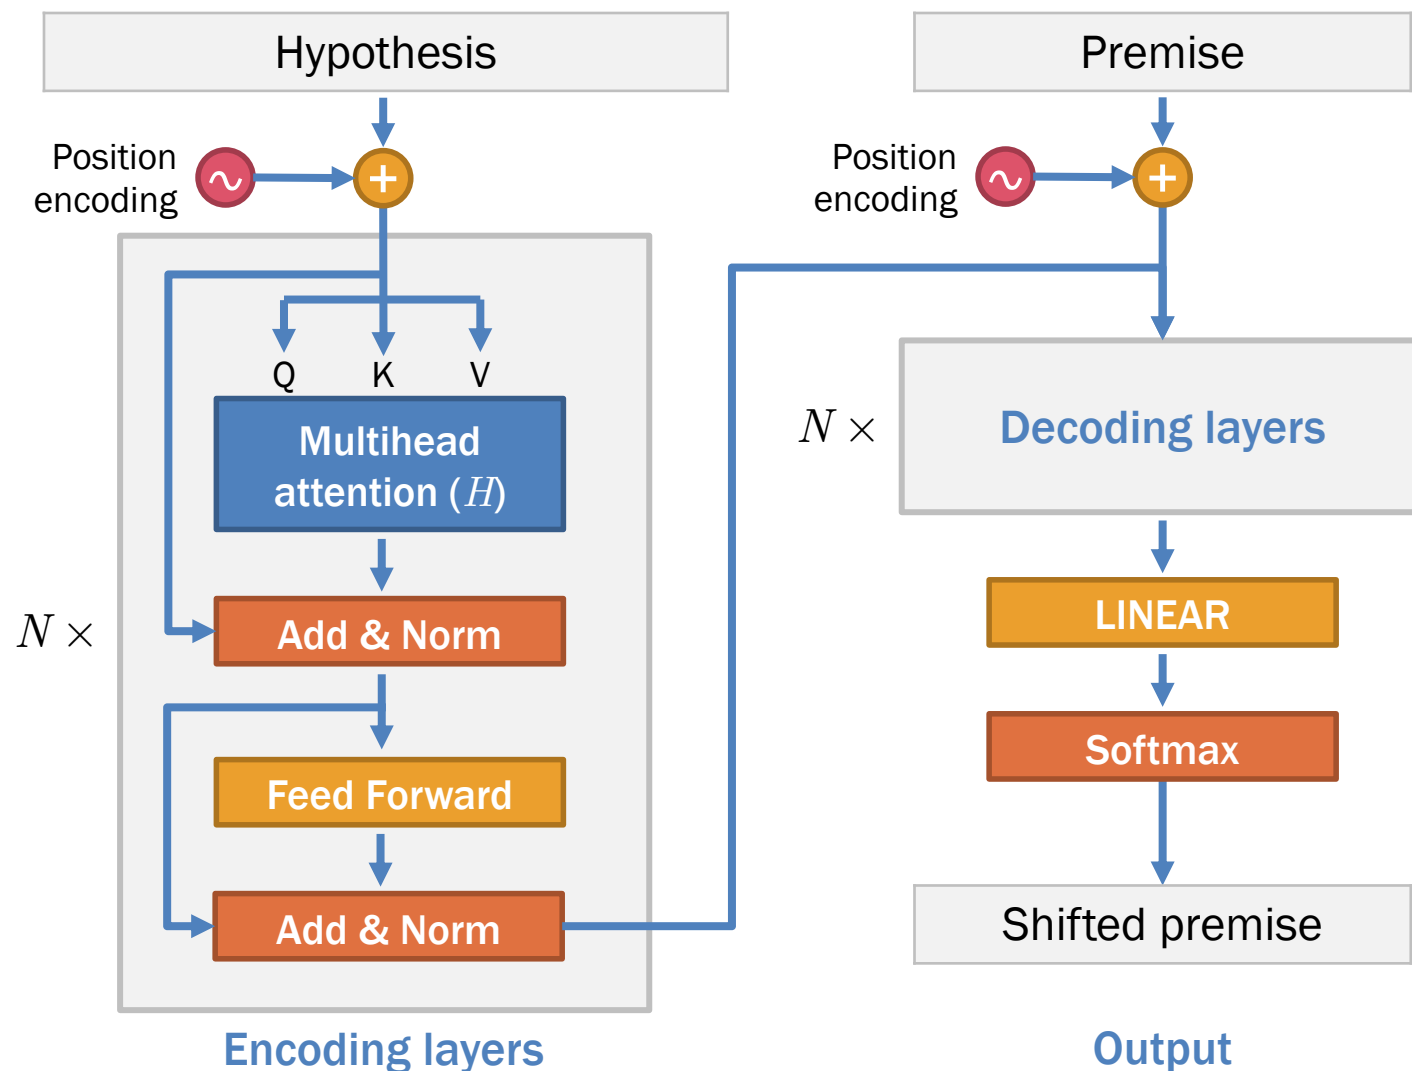 Hypothesis
Position
encoding
+
Q K V
Multihead
attention (H)
Add & Norm
N ×
Feed Forward
Add & Norm
Encoding layers
Premise
Position
encoding
+
N ×
Decoding layers
LINEAR
Softmax
Shifted premise
Output